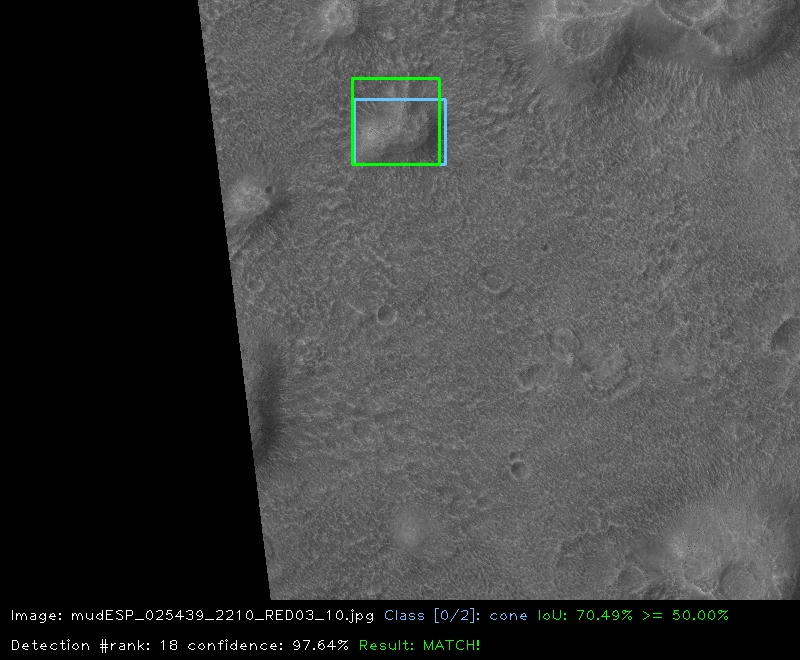 Image: mudESP_025439_2210_RED03_10.jpg Class [0/2]: cone IoU: 70.49% >= 50.00%
Detection #rank: 18 confidence: 97.64% Result: MATCH!